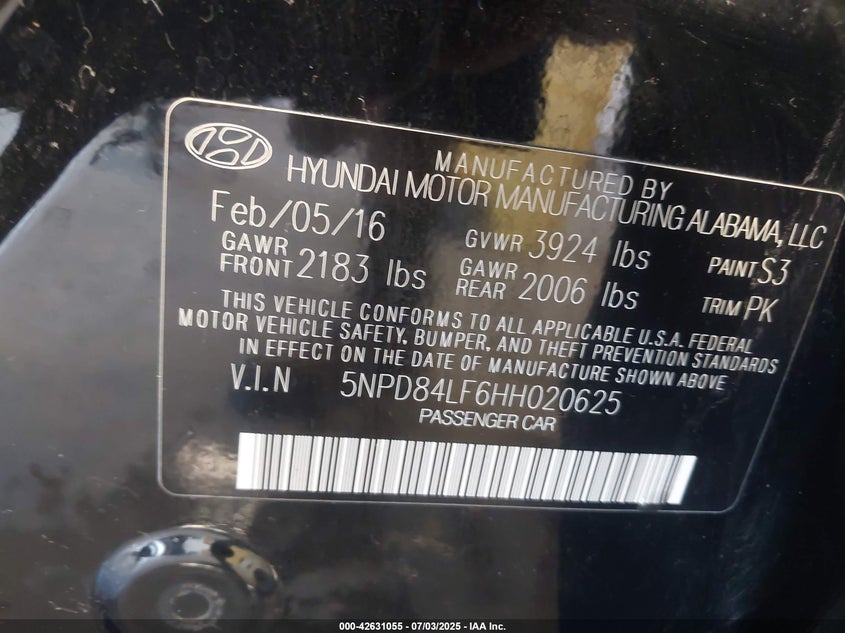 MANUFACTURED BY
HYUNDAI MOTOR MANUFACTURING ALABAMA, LLC
Feb/05/16 GVWR 3924 lbs PAINT S3
GAWR FRONT 2183 lbs GAWR REAR 2006 lbs TRIM PK
THIS VEHICLE CONFORMS TO ALL APPLICABLE U.S.A. FEDERAL
MOTOR VEHICLE SAFETY, BUMPER, AND THEFT PREVENTION STANDARDS
IN EFFECT ON THE DATE OF MANUFACTURE SHOWN ABOVE
V.I.N 5NPD84LF6HH020625
PASSENGER CAR
000-42631055 - 07/03/2025 - IAA Inc.